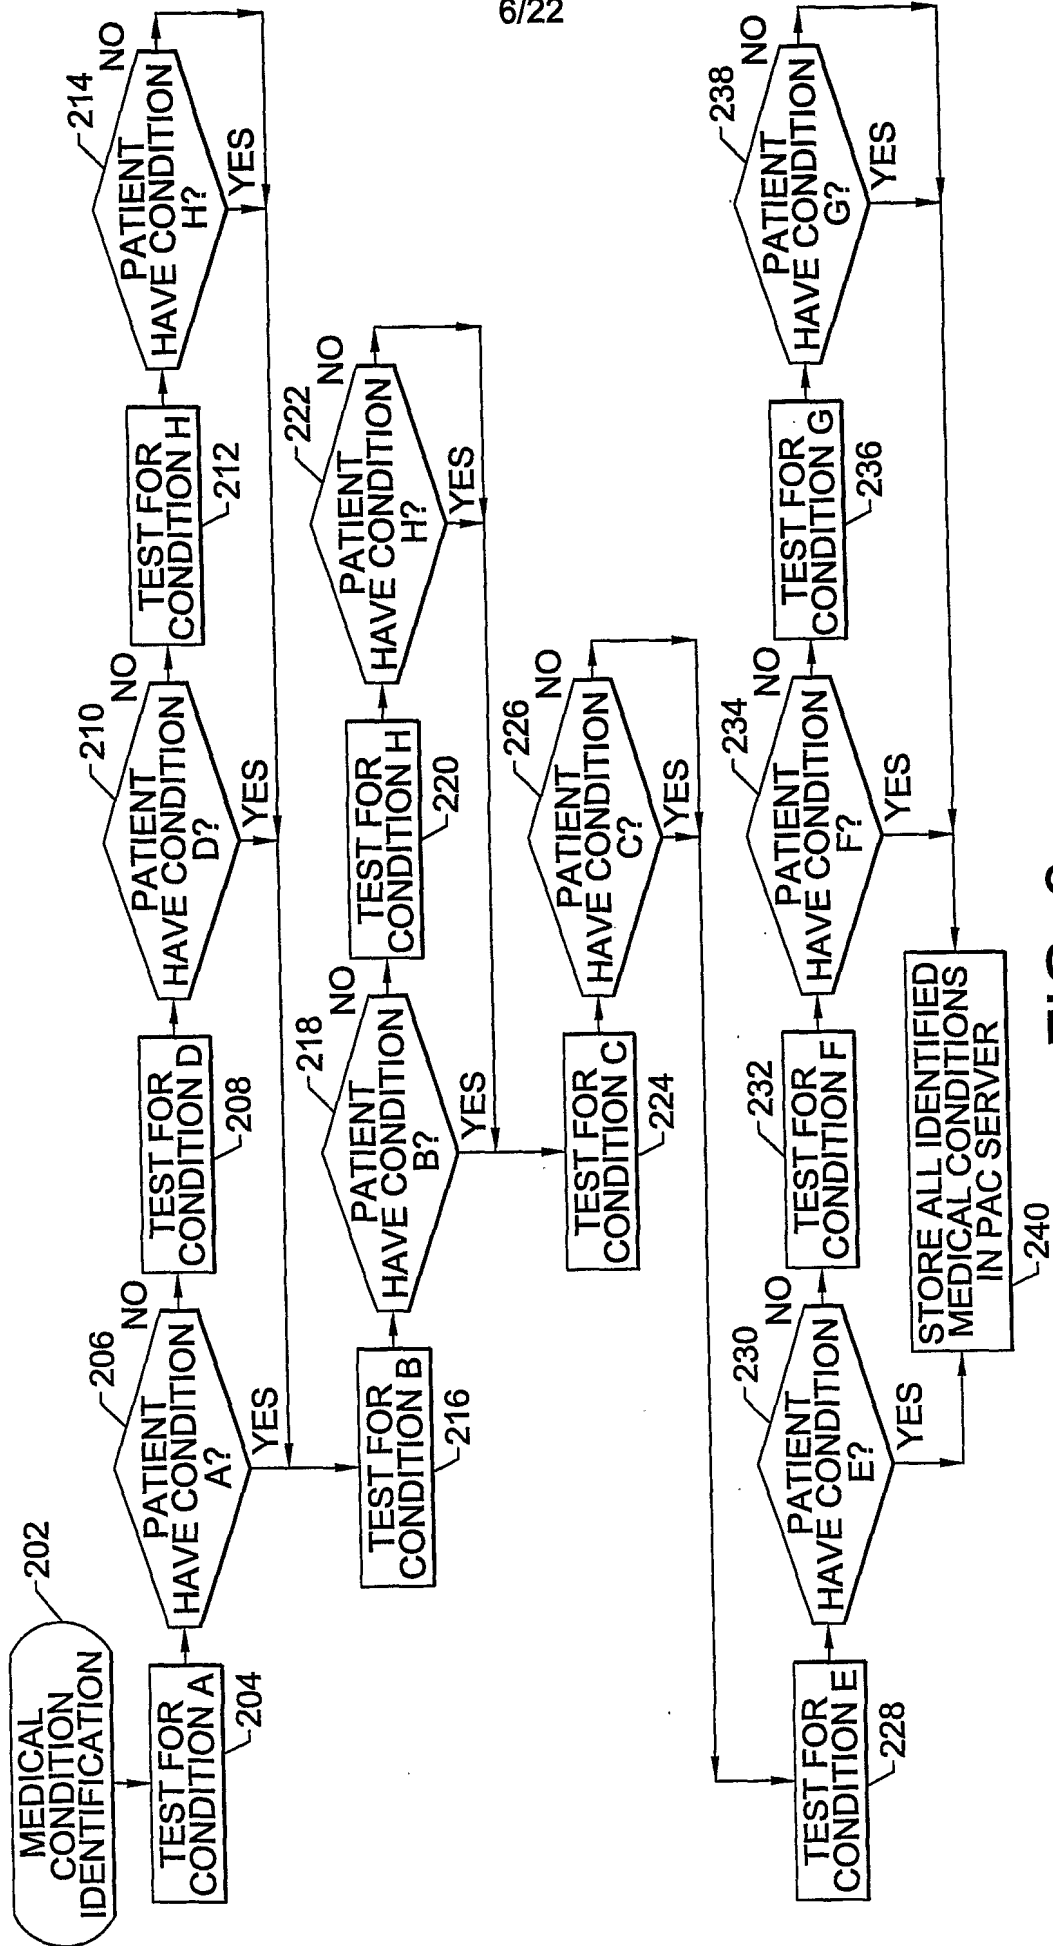 6/22
MEDICAL
CONDITION
IDENTIFICATION
202
TEST FOR
CONDITION A
204
PATIENT
HAVE CONDITION
A?
206
NO
YES
TEST FOR
CONDITION D
208
PATIENT
HAVE CONDITION
D?
210
NO
YES
TEST FOR
CONDITION H
212
PATIENT
HAVE CONDITION
H?
214
NO
YES
TEST FOR
CONDITION B
216
PATIENT
HAVE CONDITION
B?
218
NO
YES
TEST FOR
CONDITION H
220
PATIENT
HAVE CONDITION
H?
222
NO
YES
TEST FOR
CONDITION C
224
PATIENT
HAVE CONDITION
C?
226
NO
YES
TEST FOR
CONDITION E
228
PATIENT
HAVE CONDITION
E?
230
NO
YES
TEST FOR
CONDITION F
232
PATIENT
HAVE CONDITION
F?
234
NO
YES
TEST FOR
CONDITION G
236
PATIENT
HAVE CONDITION
G?
238
NO
YES
STORE ALL IDENTIFIED
MEDICAL CONDITIONS
IN PAC SERVER
240